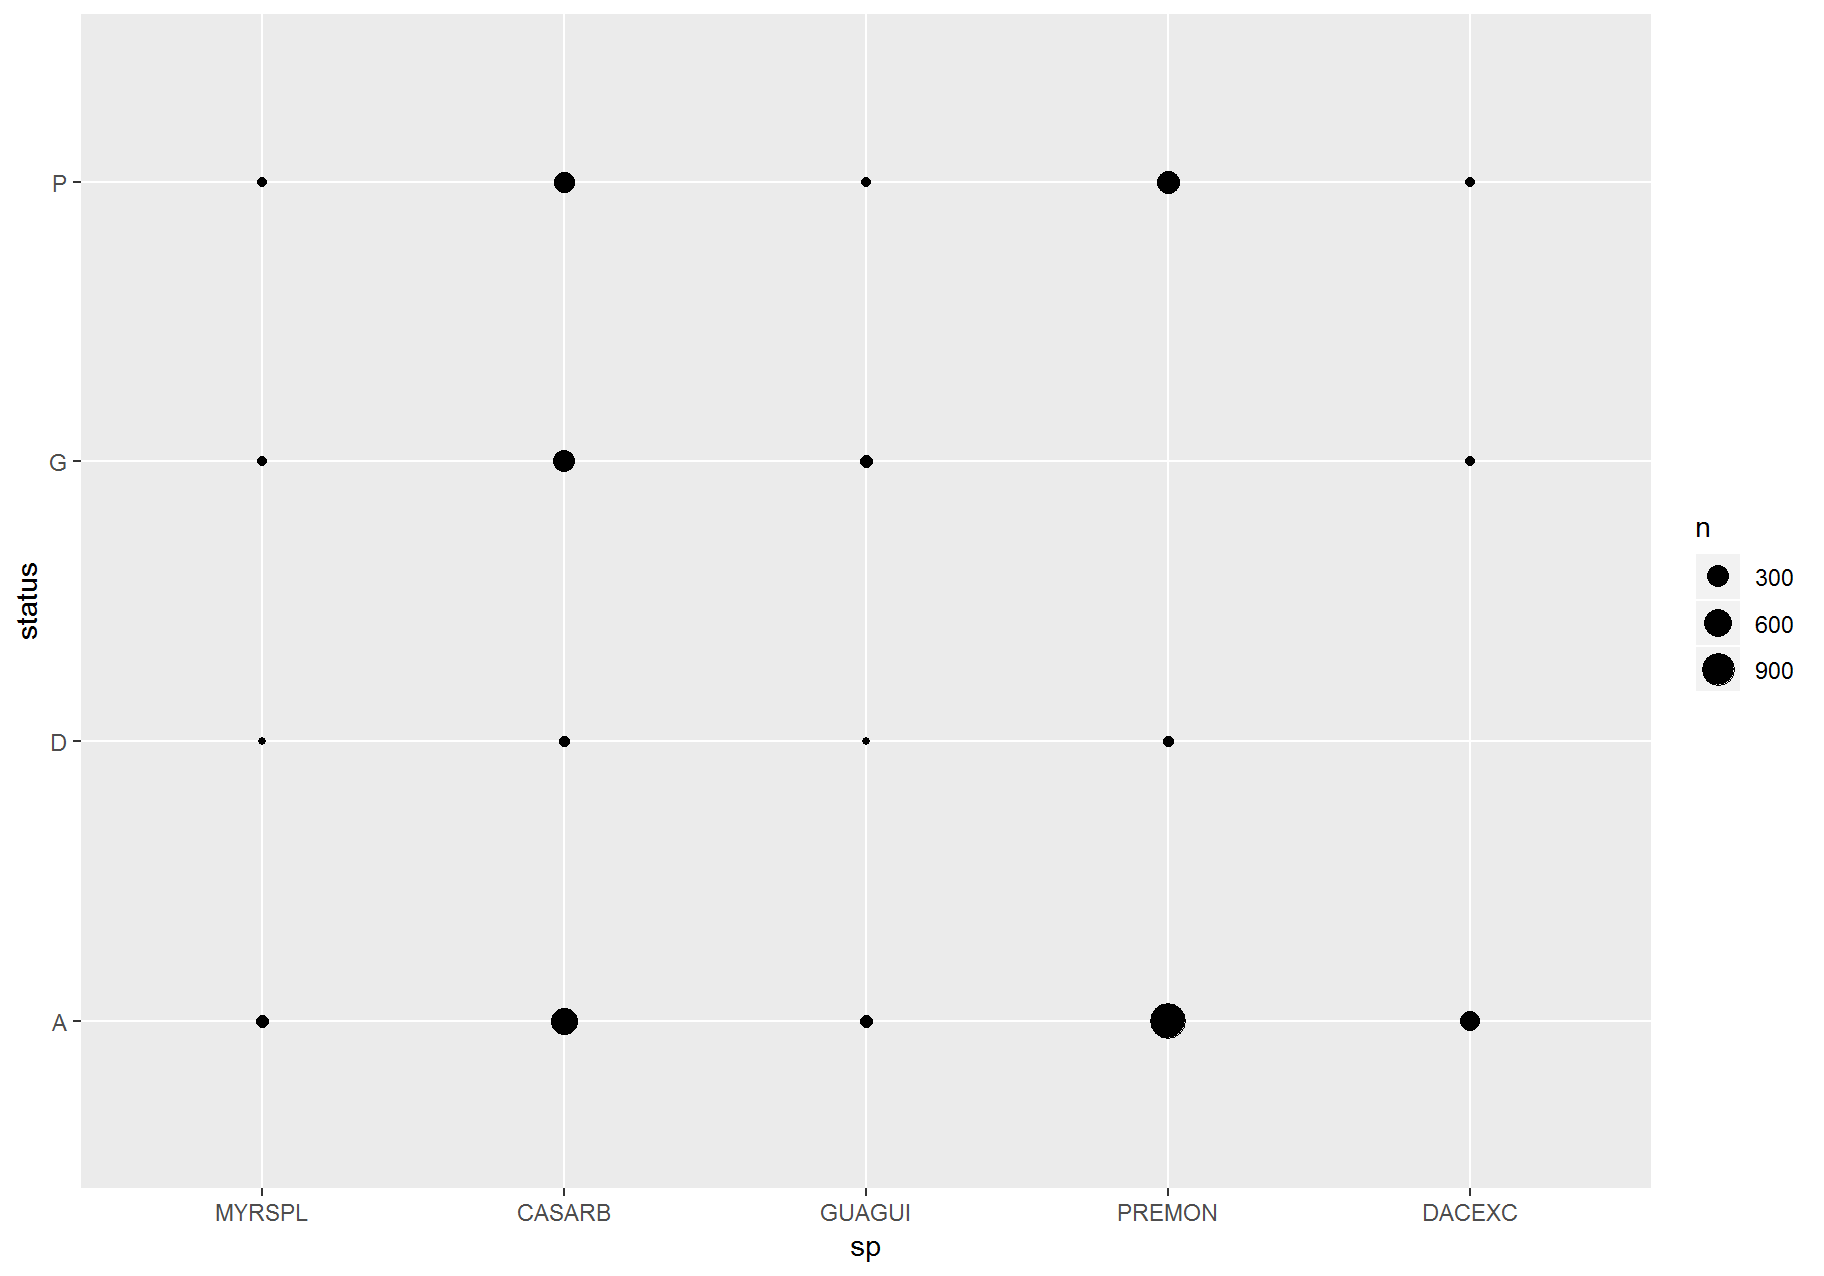 P
G
D
A
status
MYRSPL CASARB GUAGUI PREMON DACEXC
sp
n
300
600
900